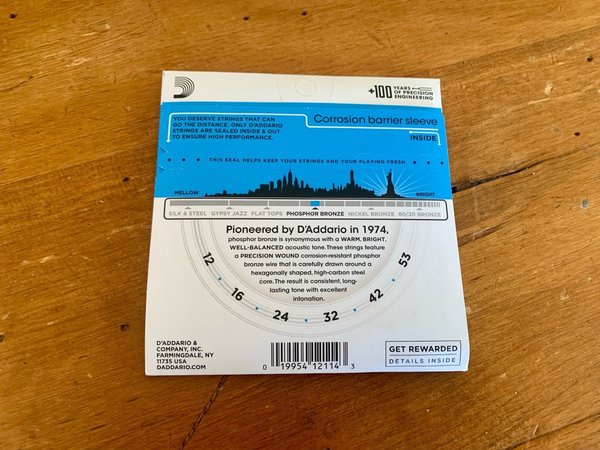 +100 YEARS OF PRECISION ENGINEERING
YOU DESERVE STRINGS THAT CAN
GO THE DISTANCE. ONLY D'ADDARIO
STRINGS ARE SEALED INSIDE & OUT
TO ENSURE HIGH PERFORMANCE.
Corrosion barrier sleeve
INSIDE
THIS SEAL HELPS KEEP YOUR STRINGS AND YOUR PLAYING FRESH
MELLOW
BRIGHT
SILK & STEEL GYPSY JAZZ FLAT TOPS PHOSPHOR BRONZE NICKEL BRONZE 80/20 BRONZE
Pioneered by D'Addario in 1974,
phosphor bronze is synonymous with a WARM, BRIGHT,
WELL-BALANCED acoustic tone. These strings feature
a PRECISION WOUND corrosion-resistant phosphor
bronze wire that is carefully drawn around a
hexagonally shaped, high-carbon steel
core. The result is consistent, long-
lasting tone with excellent
intonation.
12 • 16 • 24 • 32 • 42 • 53
D'ADDARIO &
COMPANY, INC.
FARMINGDALE, NY
11735 USA
DADDARIO.COM
0 19954 12114 3
GET REWARDED
DETAILS INSIDE